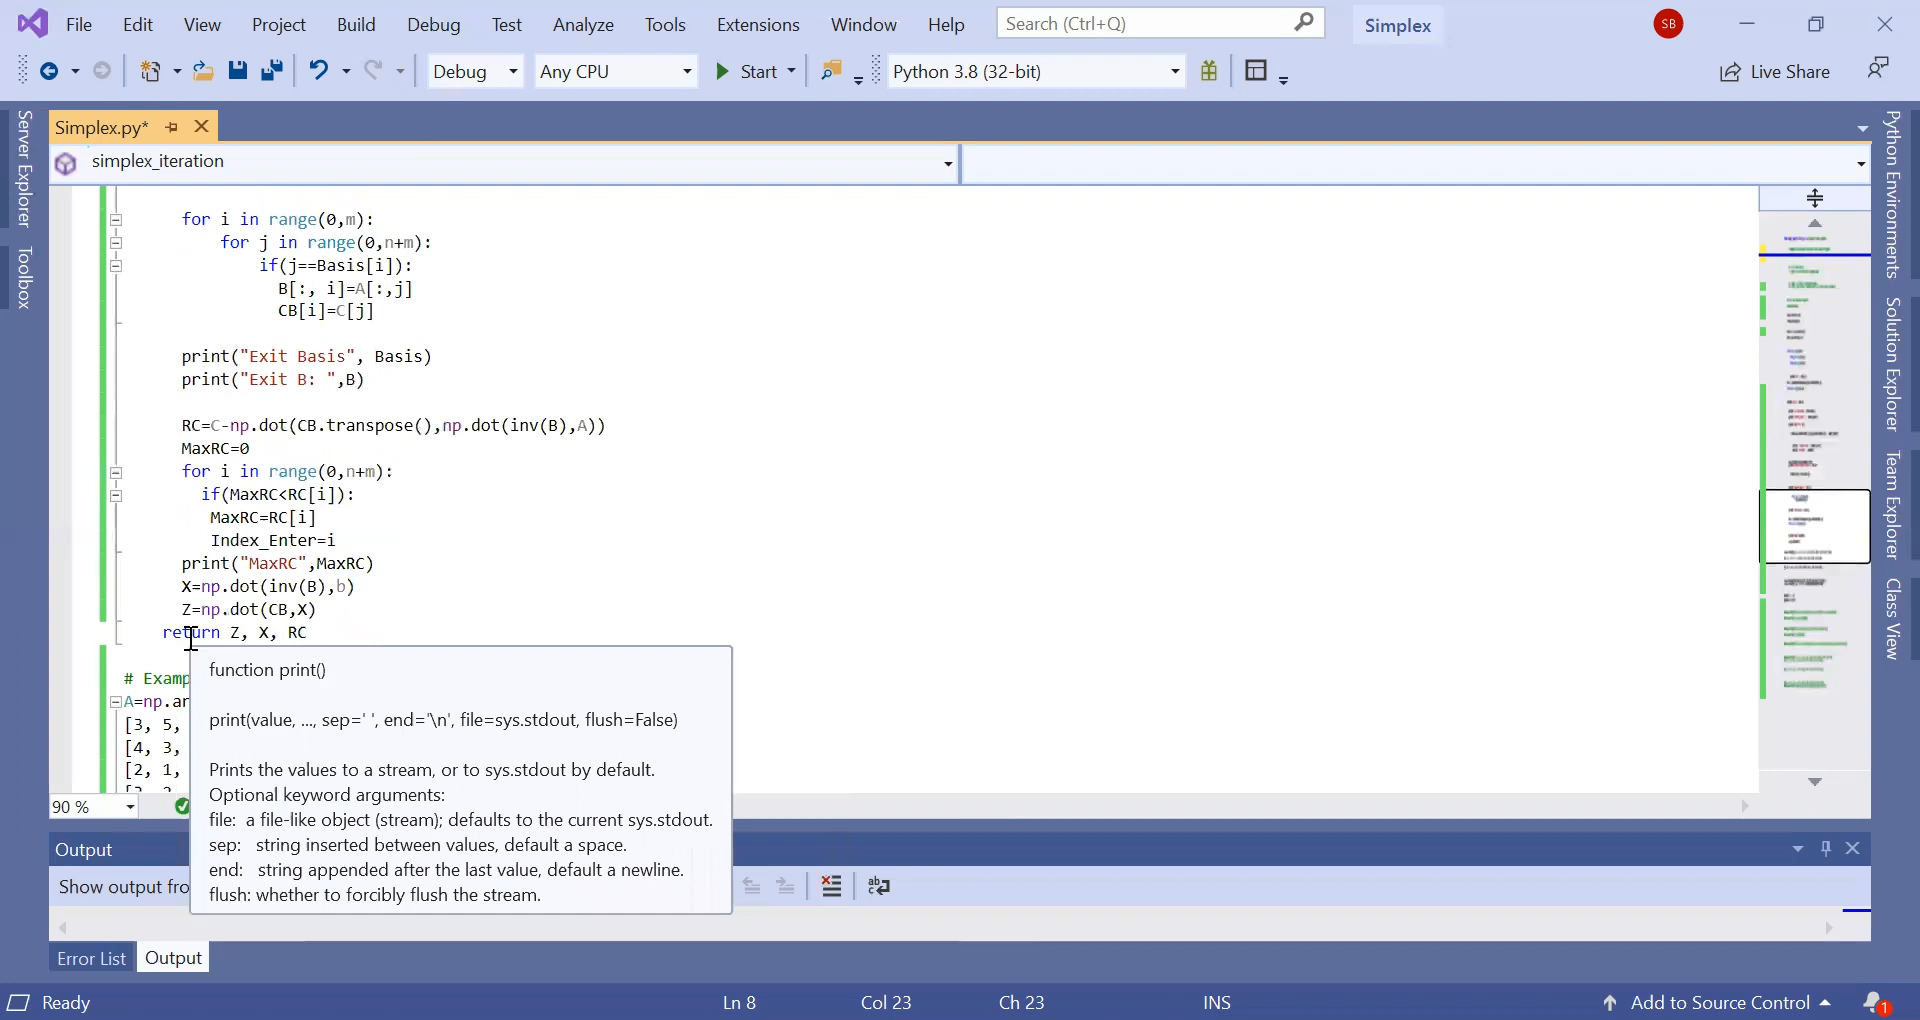 File Edit View Project Build Debug Test Analyze Tools Extensions Window Help Search (Ctrl+Q) Simplex SB
Debug Any CPU Start Python 3.8 (32-bit) Live Share
Simplex.py*
simplex_iteration
Server Explorer
Toolbox
for i in range(0,m):
for j in range(0,n+m):
if(j==Basis[i]):
B[:, i]=A[:,j]
CB[i]=C[j]
print("Exit Basis", Basis)
print("Exit B: ",B)
RC=C-np.dot(CB.transpose(),np.dot(inv(B),A))
MaxRC=0
for i in range(0,n+m):
if(MaxRC<RC[i]):
MaxRC=RC[i]
Index_Enter=i
print("MaxRC",MaxRC)
X=np.dot(inv(B),b)
Z=np.dot(CB,X)
return Z, X, RC
# Examp
A=np.ar
[3, 5,
[4, 3,
[2, 1,
function print()
print(value, ..., sep=' ', end='\n', file=sys.stdout, flush=False)
Prints the values to a stream, or to sys.stdout by default.
Optional keyword arguments:
file: a file-like object (stream); defaults to the current sys.stdout.
sep: string inserted between values, default a space.
end: string appended after the last value, default a newline.
flush: whether to forcibly flush the stream.
Python Environments
Solution Explorer
Team Explorer
Class View
90 %
Output
Show output fro
Error List Output
Ready Ln 8 Col 23 Ch 23 INS Add to Source Control 1